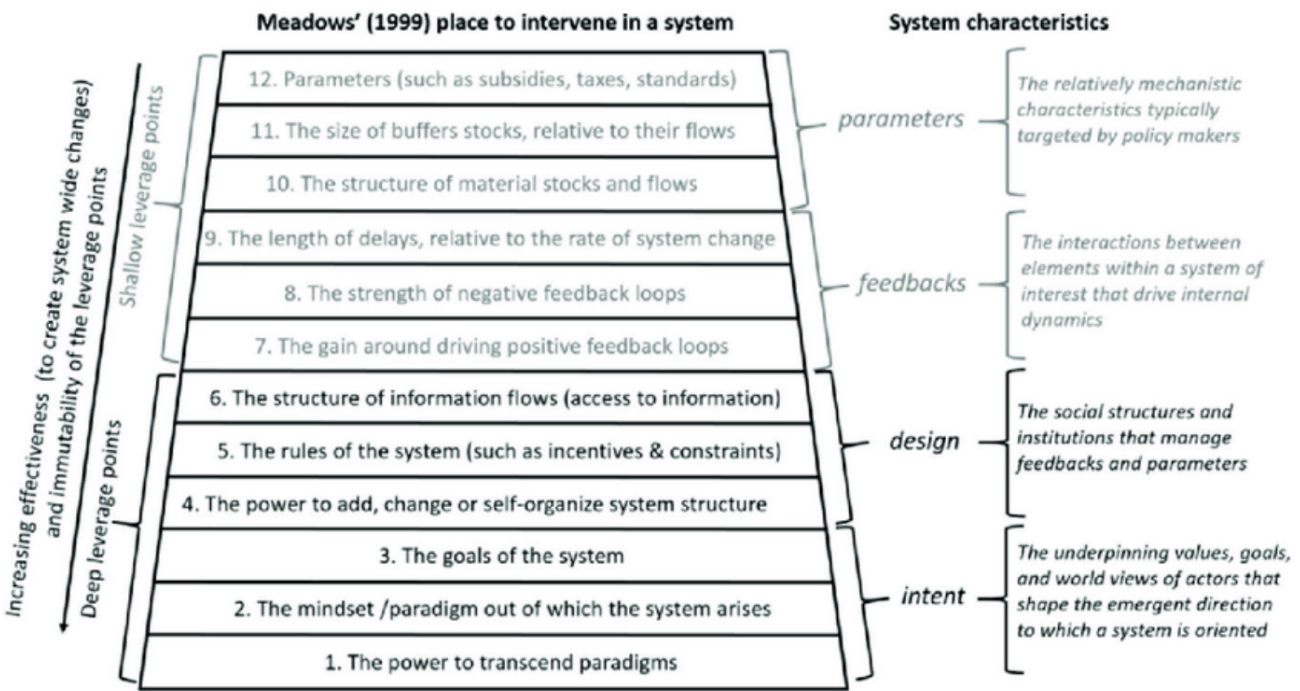 Meadows' (1999) place to intervene in a system
System characteristics
Increasing effectiveness (to create system wide changes)
and immutability of the leverage points
Shallow leverage points
Deep leverage points
12. Parameters (such as subsidies, taxes, standards)
11. The size of buffers stocks, relative to their flows
10. The structure of material stocks and flows
9. The length of delays, relative to the rate of system change
8. The strength of negative feedback loops
7. The gain around driving positive feedback loops
6. The structure of information flows (access to information)
5. The rules of the system (such as incentives & constraints)
4. The power to add, change or self-organize system structure
3. The goals of the system
2. The mindset /paradigm out of which the system arises
1. The power to transcend paradigms
parameters
The relatively mechanistic
characteristics typically
targeted by policy makers
feedbacks
The interactions between
elements within a system of
interest that drive internal
dynamics
design
The social structures and
institutions that manage
feedbacks and parameters
intent
The underpinning values, goals,
and world views of actors that
shape the emergent direction
to which a system is oriented